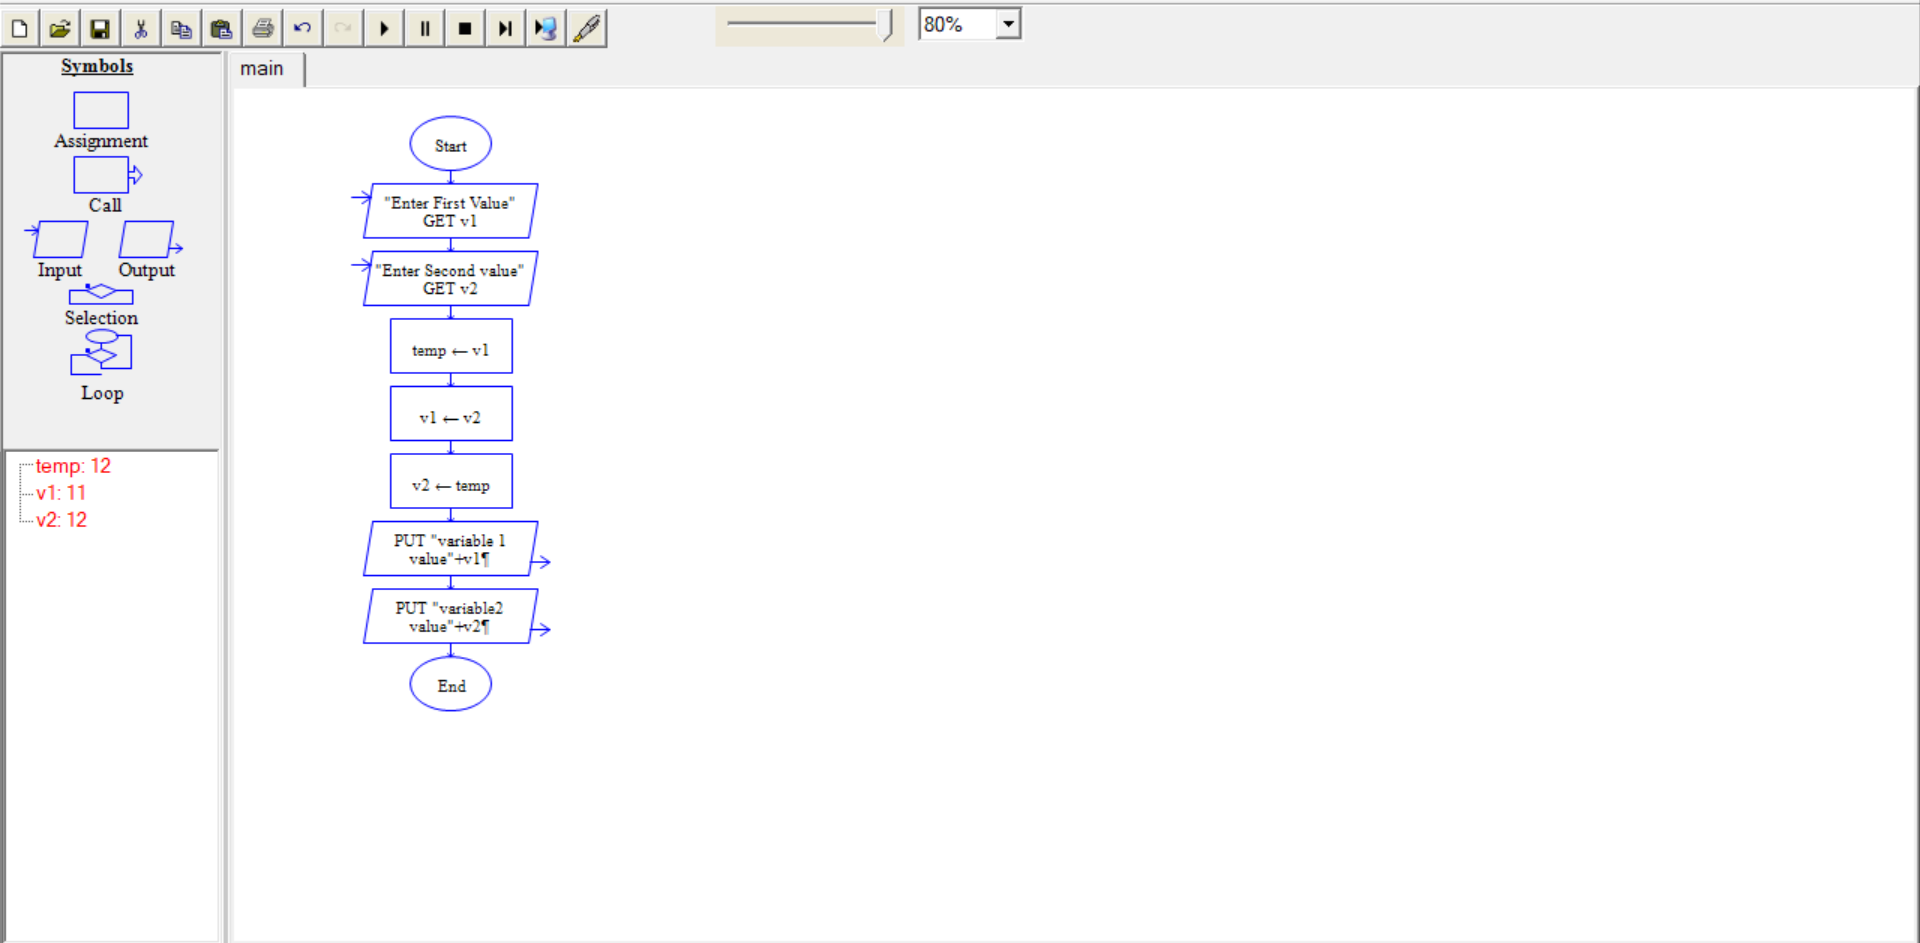 80%
Symbols
Assignment
Call
Input Output
Selection
Loop
temp: 12
v1: 11
v2: 12
main
Start
"Enter First Value"
GET v1
"Enter Second value"
GET v2
temp ← v1
v1 ← v2
v2 ← temp
PUT "variable 1
value"+v1¶
PUT "variable2
value"+v2¶
End